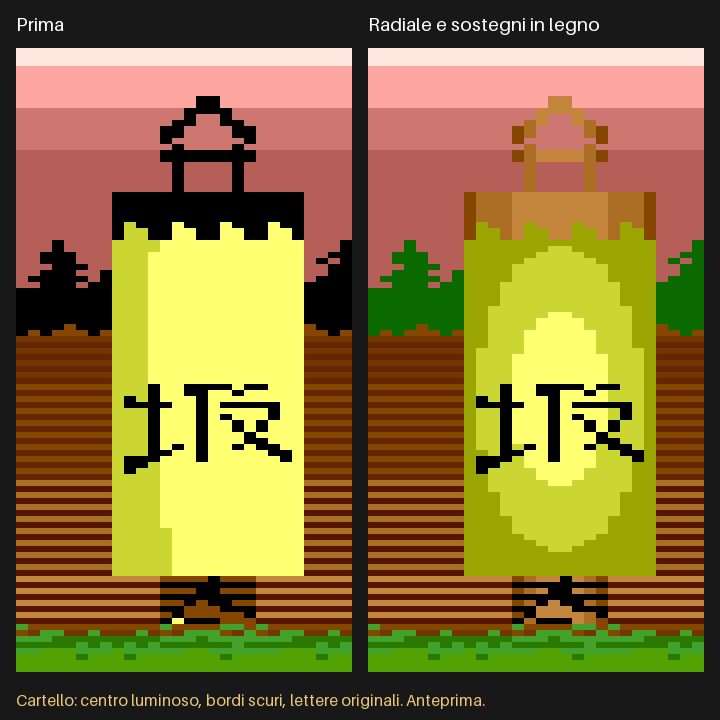 Prima
Radiale e sostegni in legno
Cartello: centro luminoso, bordi scuri, lettere originali. Anteprima.